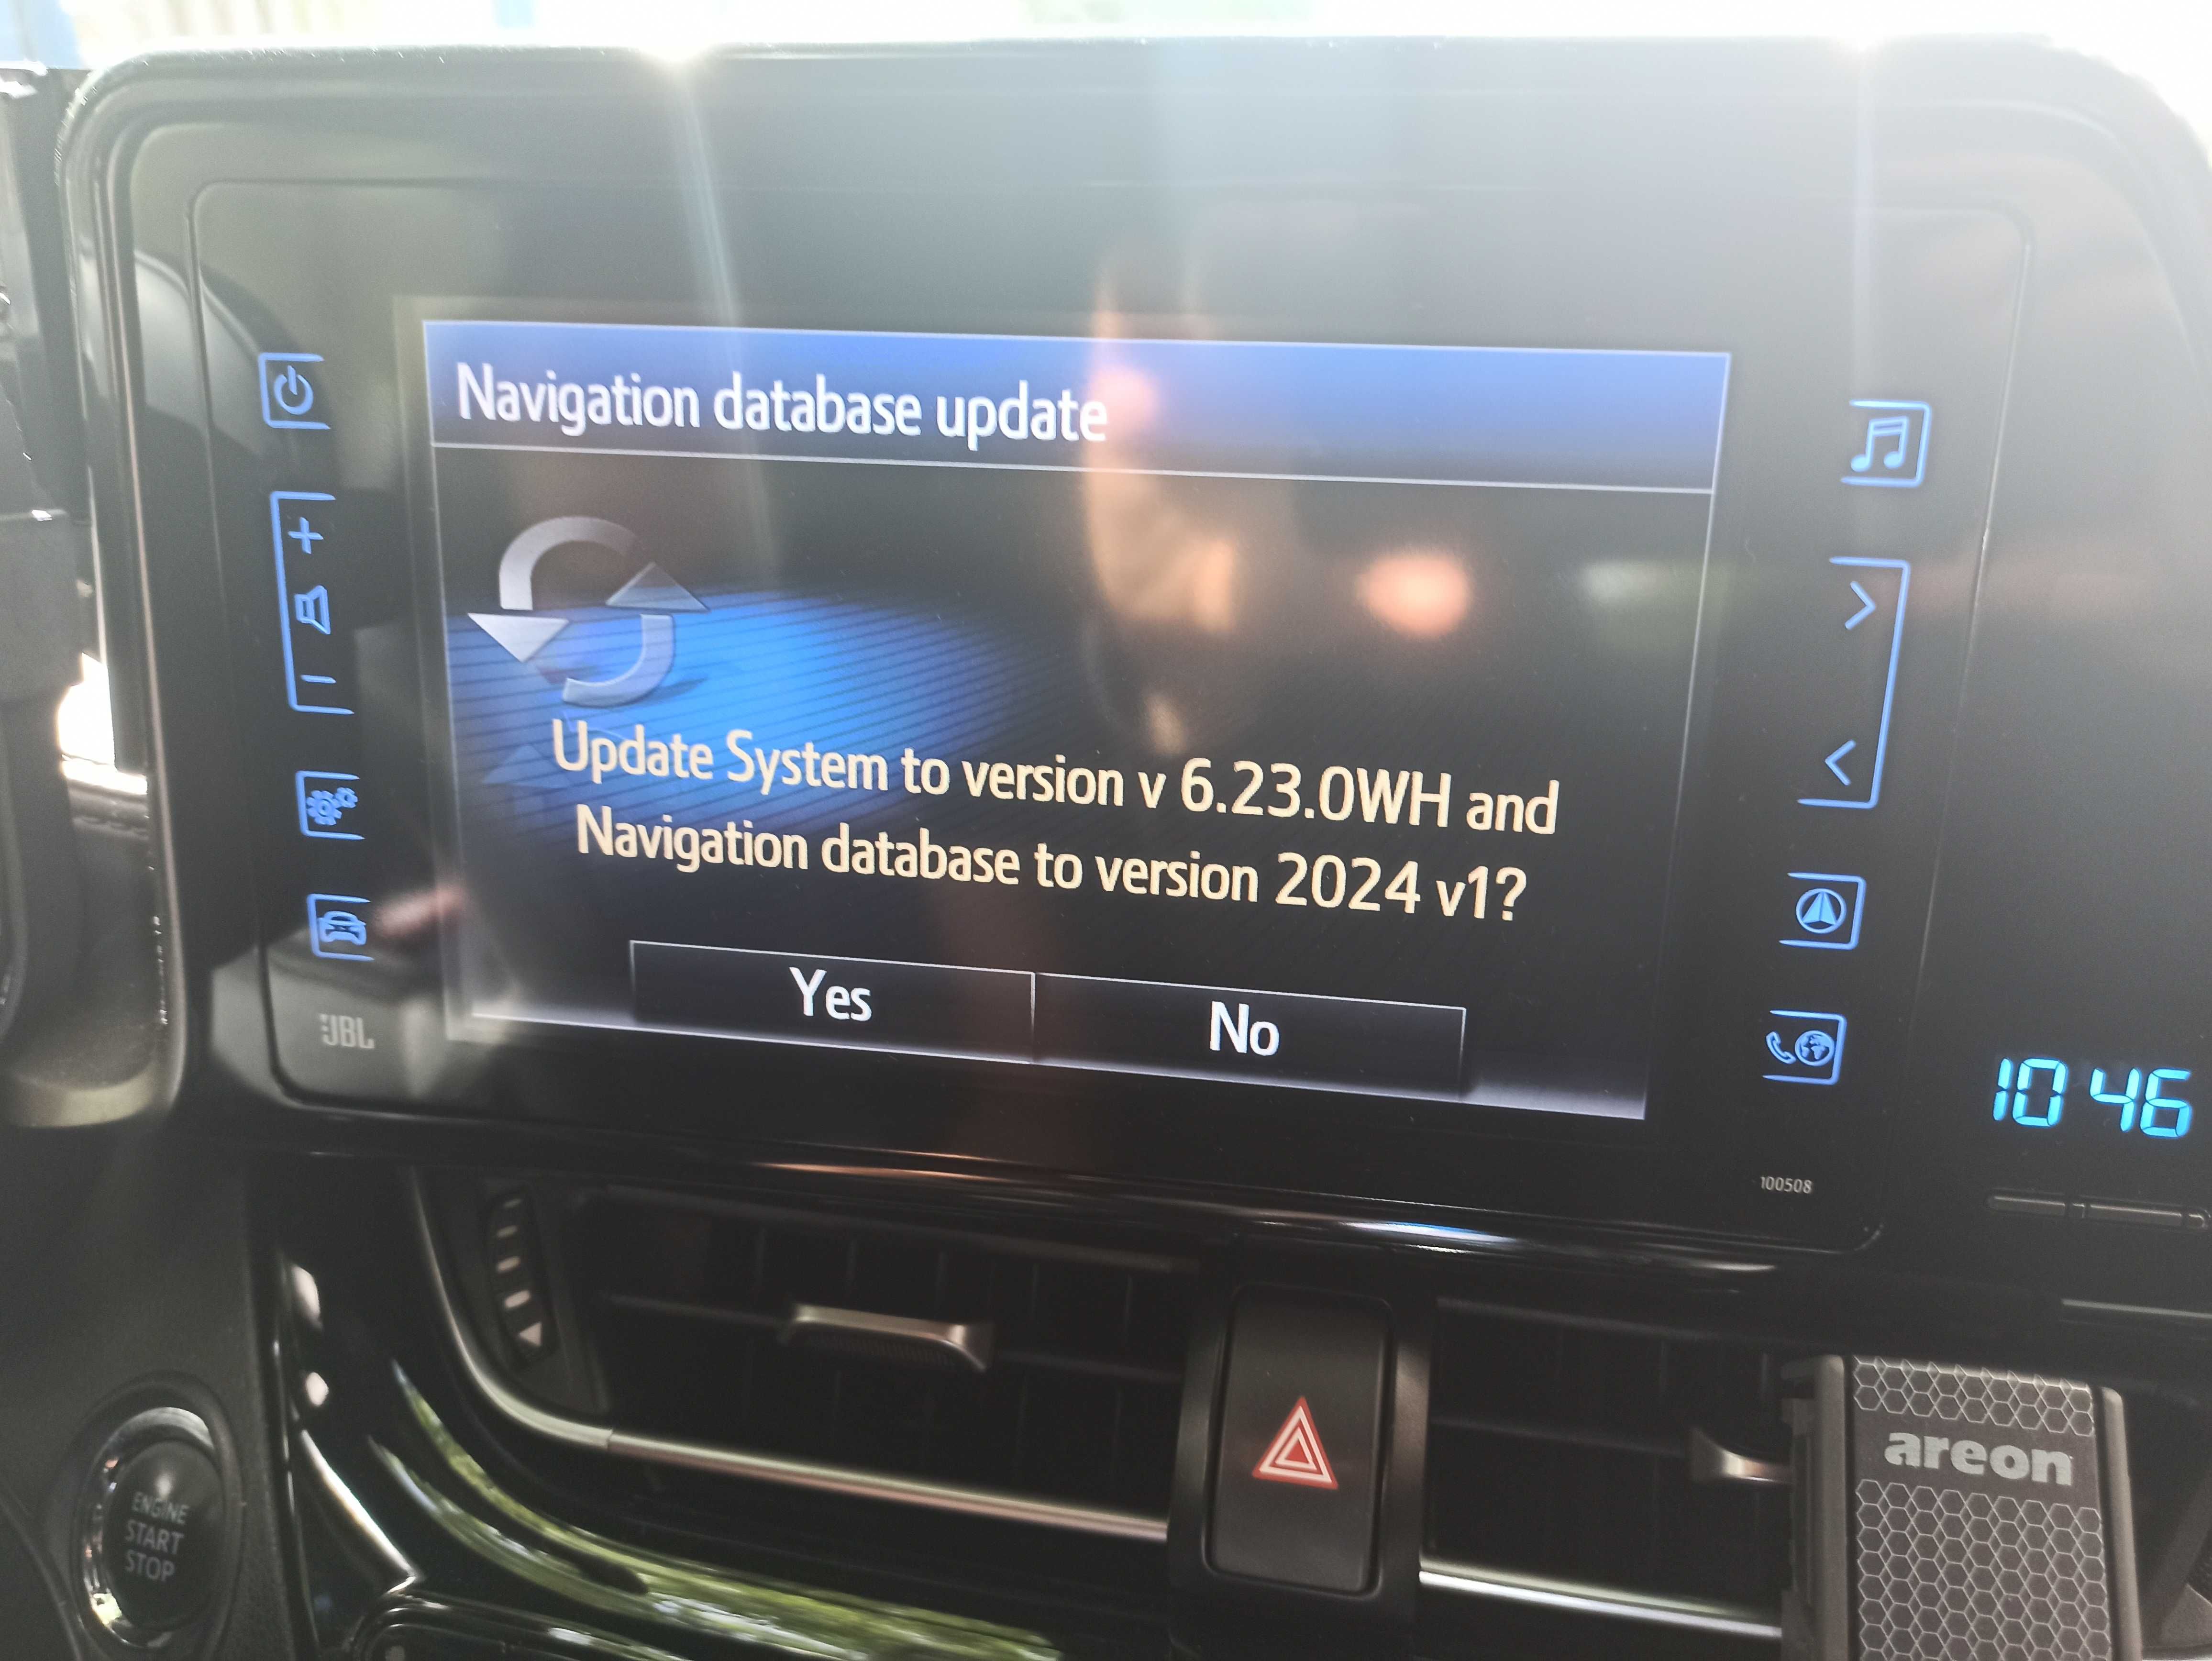 Navigation database update
Update System to version v 6.23.0WH and
Navigation database to version 2024 v1?
Yes
No
JBL
10 46
100508
areon
ENGINE
START
STOP